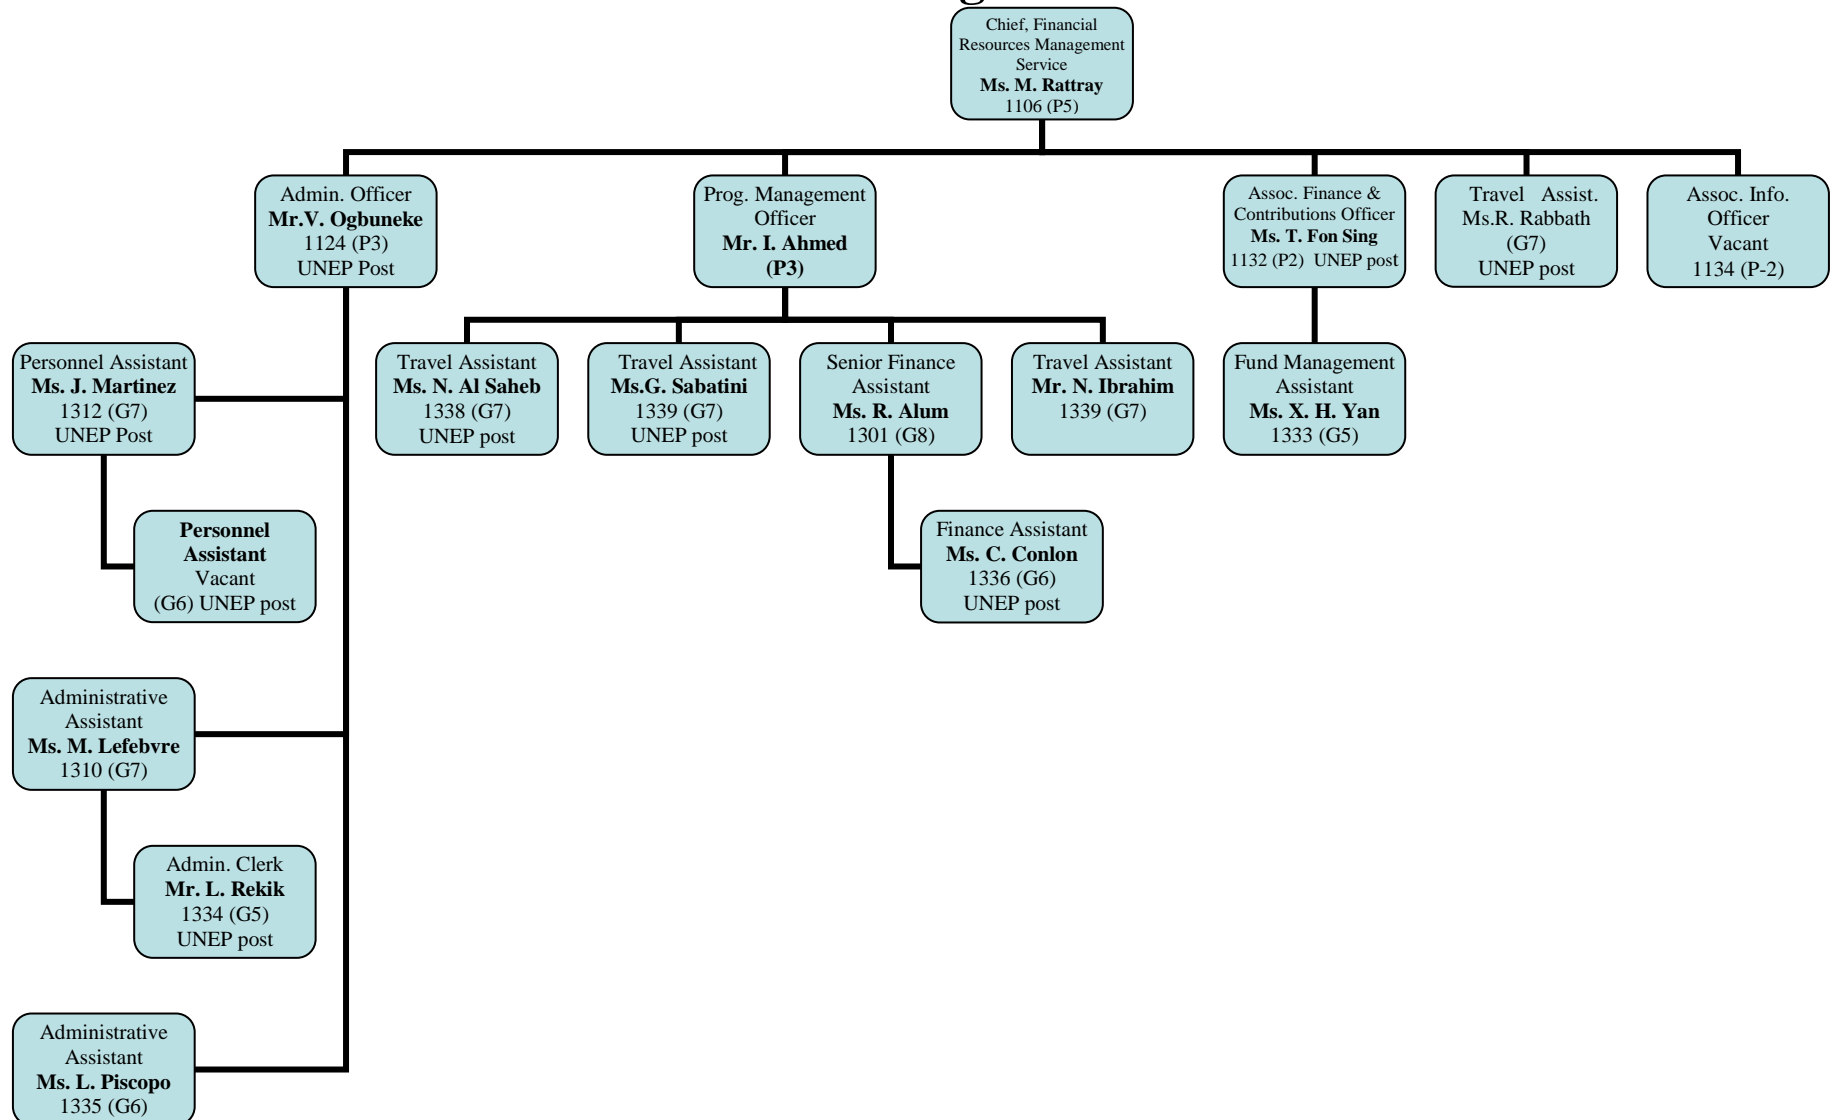 Chief, Financial
Resources Management
Service
Ms. M. Rattray
1106 (P5)
Admin. Officer
Mr.V. Ogbuneke
1124 (P3)
UNEP Post
Prog. Management
Officer
Mr. I. Ahmed
(P3)
Assoc. Finance &
Contributions Officer
Ms. T. Fon Sing
1132 (P2) UNEP post
Travel Assist.
Ms.R. Rabbath
(G7)
UNEP post
Assoc. Info.
Officer
Vacant
1134 (P-2)
Personnel Assistant
Ms. J. Martinez
1312 (G7)
UNEP Post
Travel Assistant
Ms. N. Al Saheb
1338 (G7)
UNEP post
Travel Assistant
Ms.G. Sabatini
1339 (G7)
UNEP post
Senior Finance
Assistant
Ms. R. Alum
1301 (G8)
Travel Assistant
Mr. N. Ibrahim
1339 (G7)
Fund Management
Assistant
Ms. X. H. Yan
1333 (G5)
Personnel
Assistant
Vacant
(G6) UNEP post
Finance Assistant
Ms. C. Conlon
1336 (G6)
UNEP post
Administrative
Assistant
Ms. M. Lefebvre
1310 (G7)
Admin. Clerk
Mr. L. Rekik
1334 (G5)
UNEP post
Administrative
Assistant
Ms. L. Piscopo
1335 (G6)